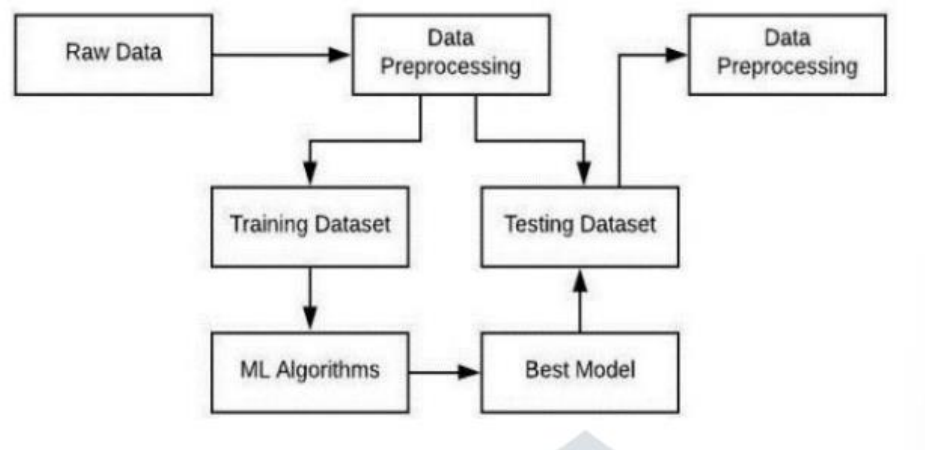 Raw Data
Data
Preprocessing
Data
Preprocessing
Training Dataset
Testing Dataset
ML Algorithms
Best Model